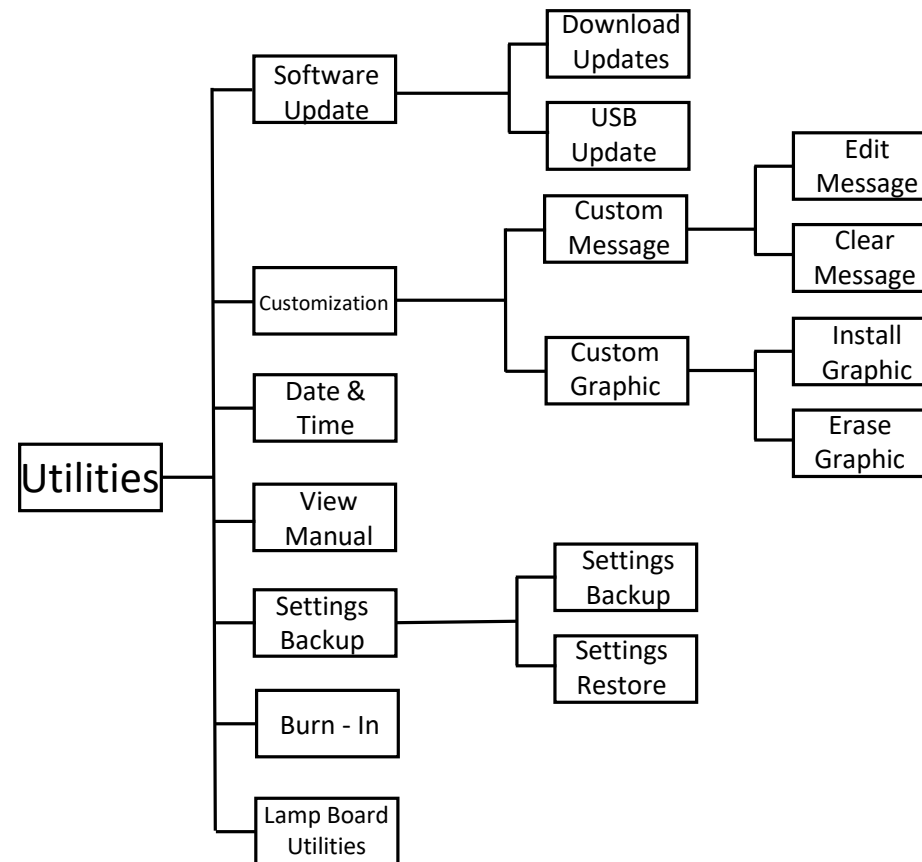 Utilities
Software
Update
Download
Updates
USB
Update
Customization
Custom
Message
Edit
Message
Clear
Message
Custom
Graphic
Install
Graphic
Erase
Graphic
Date &
Time
View
Manual
Settings
Backup
Settings
Backup
Settings
Restore
Burn - In
Lamp Board
Utilities